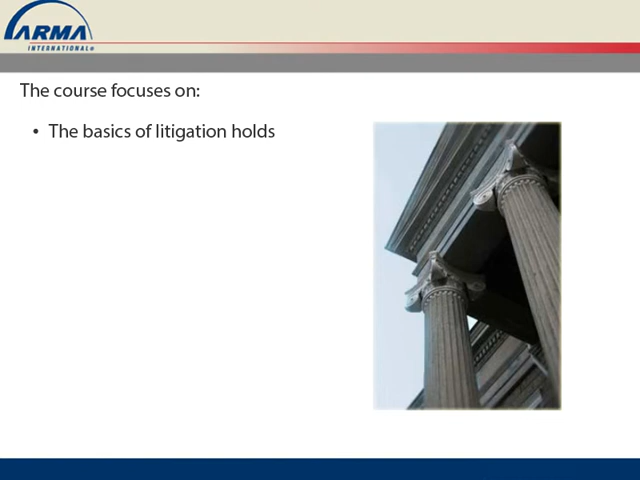 ARMA
INTERNATIONAL®
The course focuses on:
• The basics of litigation holds